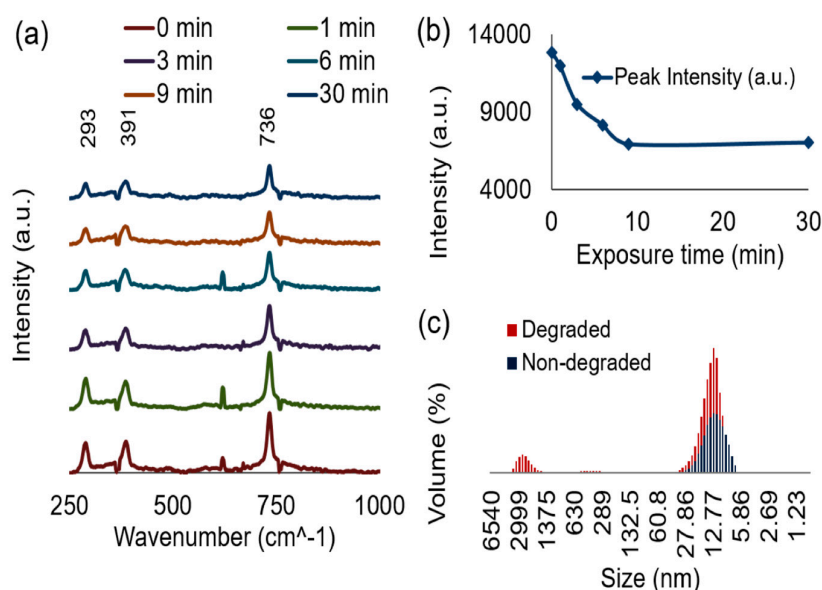 (a)
0 min
1 min
3 min
6 min
9 min
30 min
293
391
736
Intensity (a.u.)
250
500
750
1000
Wavenumber (cm^-1)
(b)
14000
9000
4000
Intensity (a.u.)
Peak Intensity (a.u.)
0
10
20
30
Exposure time (min)
(c)
Degraded
Non-degraded
Volume (%)
6540
2999
1375
630
289
132.5
60.8
27.86
12.77
5.86
2.69
1.23
Size (nm)